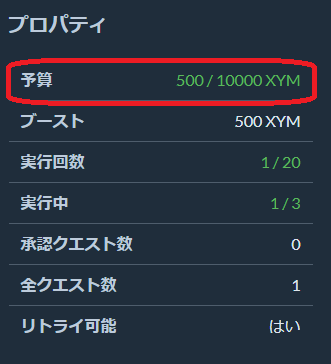 プロパティ
予算 500 / 10000 XYM
ブースト 500 XYM
実行回数 1 / 20
実行中 1 / 3
承認クエスト数 0
全クエスト数 1
リトライ可能 はい